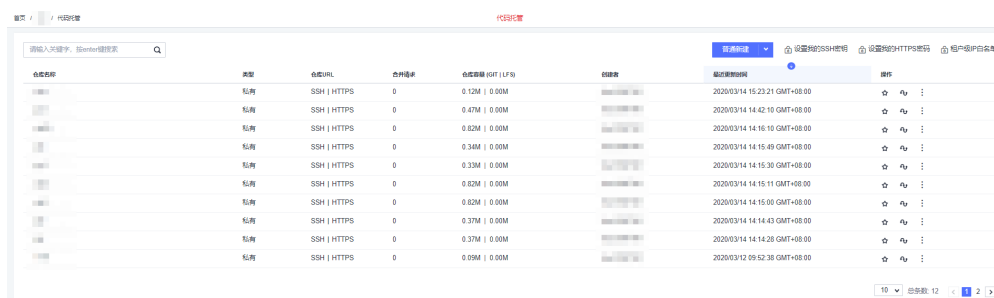 首页 / / 代码托管 代码托管
请输入关键字、按enter键搜索 普通新建 设置我的SSH密钥 设置我的HTTPS密码 租户级IP白名单
仓库名称 类型 仓库URL 合并请求 仓库容量 (GIT | LFS) 创建者 最近更新时间 操作
私有 SSH | HTTPS 0 0.12M | 0.00M 2020/03/14 15:23:21 GMT+08:00
私有 SSH | HTTPS 0 0.47M | 0.00M 2020/03/14 14:42:10 GMT+08:00
私有 SSH | HTTPS 0 0.82M | 0.00M 2020/03/14 14:16:10 GMT+08:00
私有 SSH | HTTPS 0 0.34M | 0.00M 2020/03/14 14:15:49 GMT+08:00
私有 SSH | HTTPS 0 0.33M | 0.00M 2020/03/14 14:15:30 GMT+08:00
私有 SSH | HTTPS 0 0.82M | 0.00M 2020/03/14 14:15:11 GMT+08:00
私有 SSH | HTTPS 0 0.82M | 0.00M 2020/03/14 14:15:00 GMT+08:00
私有 SSH | HTTPS 0 0.37M | 0.00M 2020/03/14 14:14:43 GMT+08:00
私有 SSH | HTTPS 0 0.37M | 0.00M 2020/03/14 14:14:28 GMT+08:00
私有 SSH | HTTPS 0 0.09M | 0.00M 2020/03/12 09:52:38 GMT+08:00
10 总条数: 12 < 1 2 >